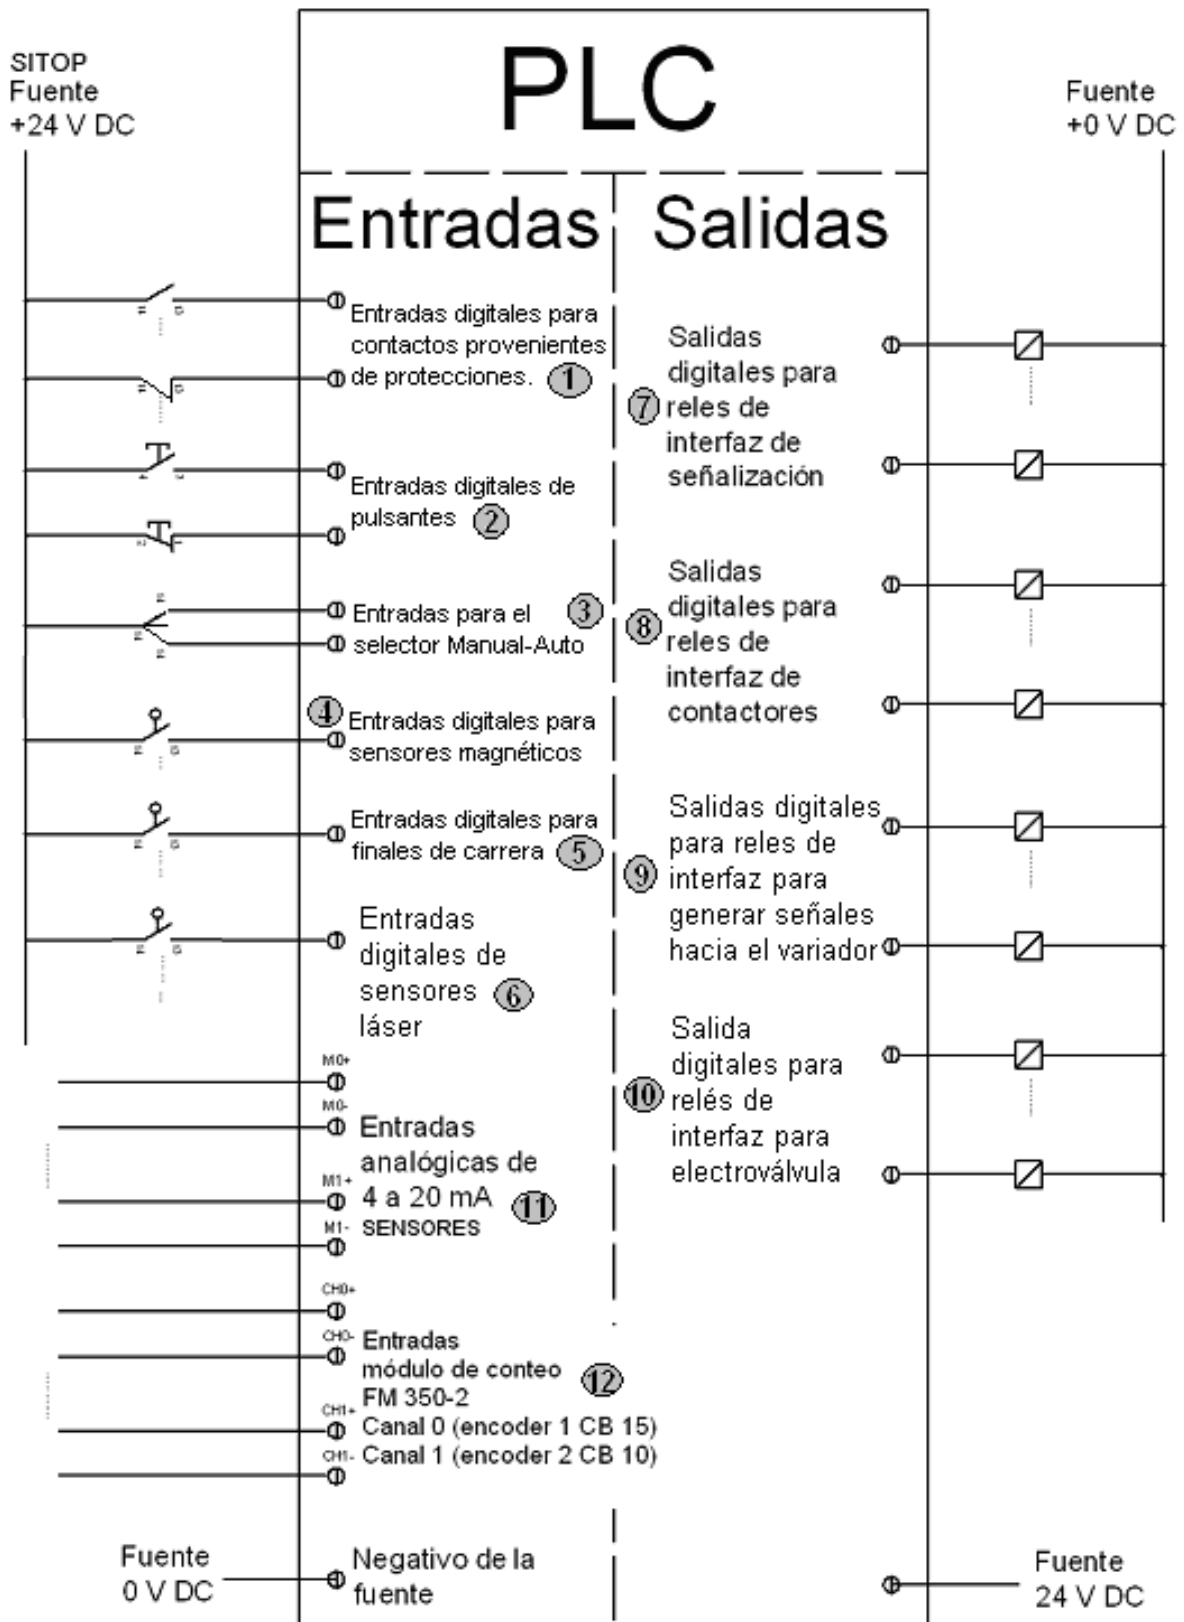 PLC
SITOP
Fuente
+24 V DC
Fuente
+0 V DC
Entradas
Salidas
Entradas digitales para
contactos provenientes
de protecciones. 1
Entradas digitales de
pulsantes 2
Entradas para el 3
selector Manual-Auto
4
Entradas digitales para
sensores magnéticos
Entradas digitales para
finales de carrera 5
Entradas
digitales de
sensores 6
láser
M0+
M0-
Entradas
analógicas de
M1+
4 a 20 mA 11
M1- SENSORES
CH0+
CH0- Entradas
módulo de conteo 12
FM 350-2
CH1+ Canal 0 (encoder 1 CB 15)
CH1- Canal 1 (encoder 2 CB 10)
Fuente
0 V DC
Negativo de la
fuente
Salidas
digitales para
7 reles de
interfaz de
señalización
Salidas
digitales para
8 reles de
interfaz de
contactores
Salidas digitales
para reles de
9 interfaz para
generar señales
hacia el variador
Salida
digitales para
10 relés de
interfaz para
electroválvula
Fuente
24 V DC